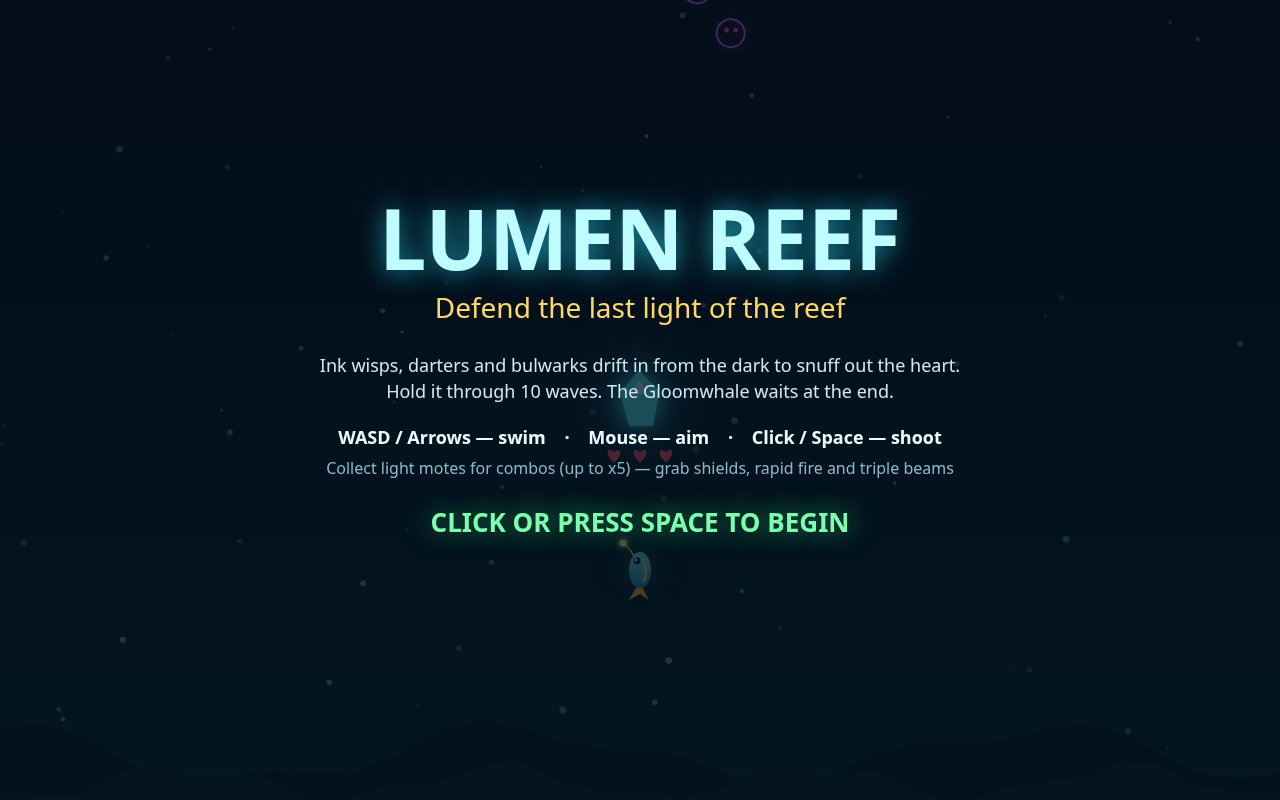 LUMEN REEF
Defend the last light of the reef
Ink wisps, darters and bulwarks drift in from the dark to snuff out the heart.
Hold it through 10 waves. The Gloomwhale waits at the end.
WASD / Arrows — swim · Mouse — aim · Click / Space — shoot
Collect light motes for combos (up to x5) — grab shields, rapid fire and triple beams
CLICK OR PRESS SPACE TO BEGIN